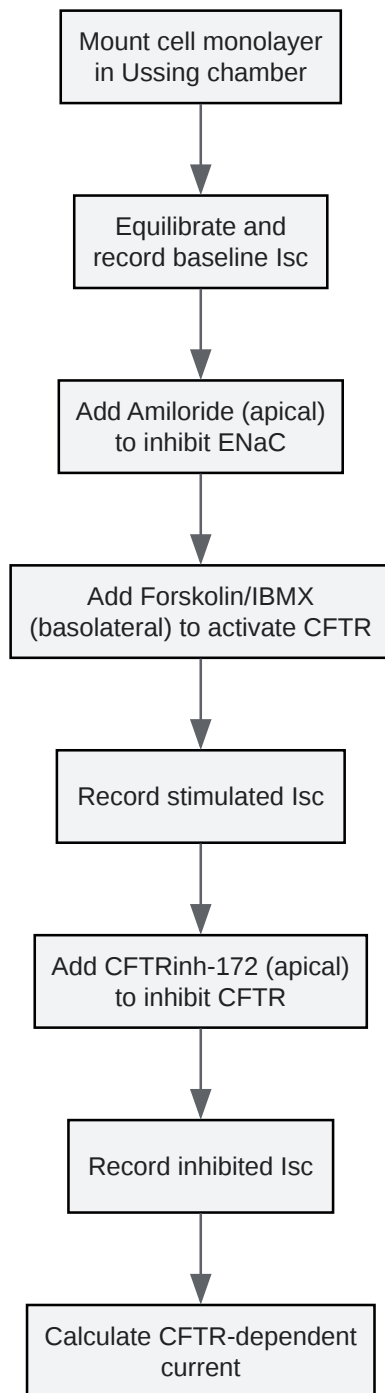 Mount cell monolayer
in Ussing chamber
Equilibrate and
record baseline Isc
Add Amiloride (apical)
to inhibit ENaC
Add Forskolin/IBMX
(basolateral) to activate CFTR
Record stimulated Isc
Add CFTRinh-172 (apical)
to inhibit CFTR
Record inhibited Isc
Calculate CFTR-dependent
current